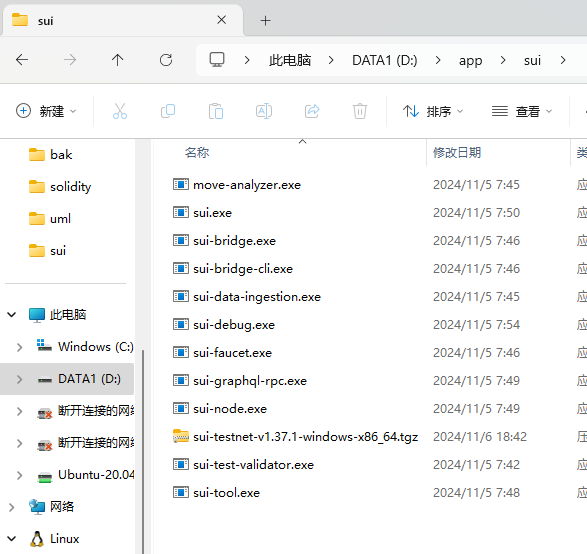 sui
此电脑 DATA1 (D:) app sui
新建 排序 查看
名称 修改日期 类
bak
solidity
uml
sui
此电脑
Windows (C:)
DATA1 (D:)
断开连接的网络
断开连接的网络
Ubuntu-20.04
网络
Linux
move-analyzer.exe 2024/11/5 7:45 应
sui.exe 2024/11/5 7:50 应
sui-bridge.exe 2024/11/5 7:46 应
sui-bridge-cli.exe 2024/11/5 7:46 应
sui-data-ingestion.exe 2024/11/5 7:45 应
sui-debug.exe 2024/11/5 7:54 应
sui-faucet.exe 2024/11/5 7:46 应
sui-graphql-rpc.exe 2024/11/5 7:49 应
sui-node.exe 2024/11/5 7:49 应
sui-testnet-v1.37.1-windows-x86_64.tgz 2024/11/6 18:42 压
sui-test-validator.exe 2024/11/5 7:42 应
sui-tool.exe 2024/11/5 7:48 应